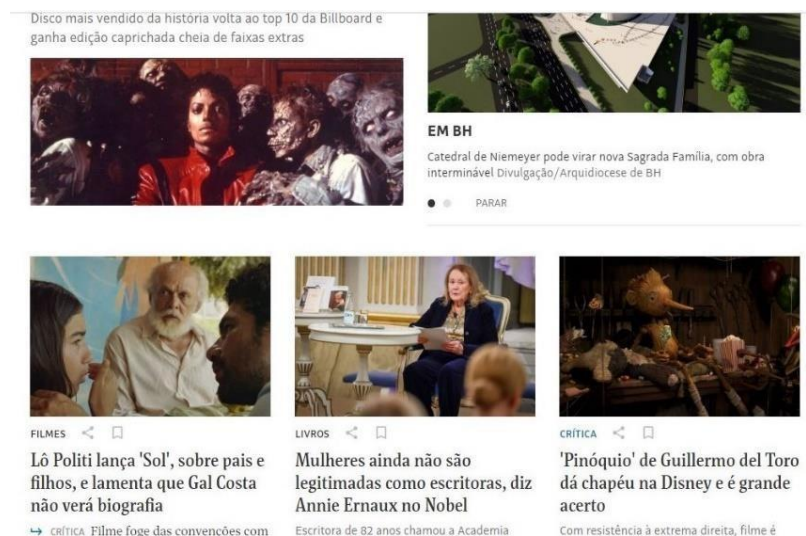 Disco mais vendido da história volta ao top 10 da Billboard e
ganha edição caprichada cheia de faixas extras
EM BH
Catedral de Niemeyer pode virar nova Sagrada Família, com obra
interminável Divulgação/Arquidiocese de BH
PARAR
FILMES
Lô Politi lança 'Sol', sobre pais e
filhos, e lamenta que Gal Costa
não verá biografia
CRÍTICA Filme foge das convenções com
LIVROS
Mulheres ainda não são
legitimadas como escritoras, diz
Annie Ernaux no Nobel
Escritora de 82 anos chamou a Academia
CRÍTICA
'Pinóquio' de Guillermo del Toro
dá chapéu na Disney e é grande
acerto
Com resistência à extrema direita, filme é